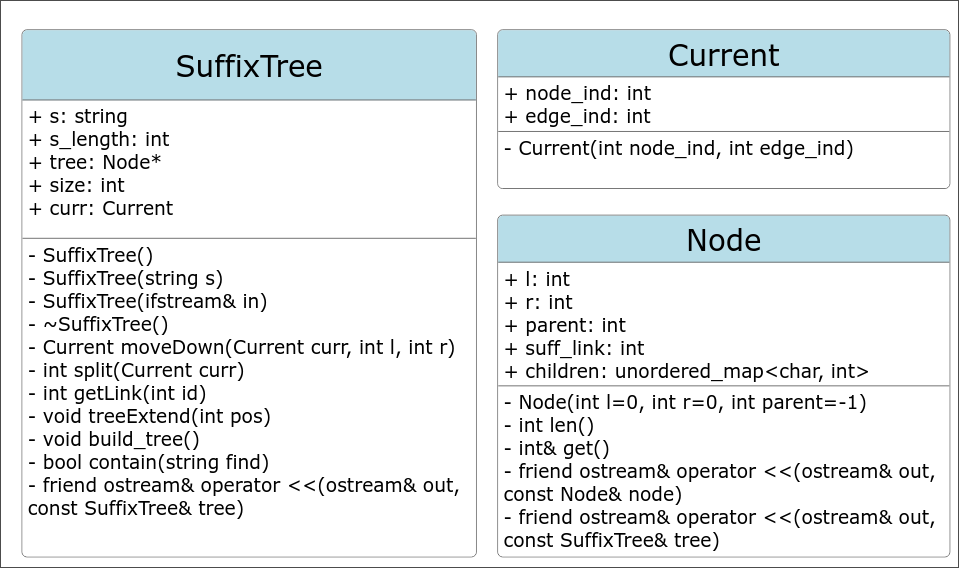 SuffixTree
+ s: string
+ s_length: int
+ tree: Node*
+ size: int
+ curr: Current
- SuffixTree()
- SuffixTree(string s)
- SuffixTree(ifstream& in)
- ~SuffixTree()
- Current moveDown(Current curr, int l, int r)
- int split(Current curr)
- int getLink(int id)
- void treeExtend(int pos)
- void build_tree()
- bool contain(string find)
- friend ostream& operator <<(ostream& out,
const SuffixTree& tree)
Current
+ node_ind: int
+ edge_ind: int
- Current(int node_ind, int edge_ind)
Node
+ l: int
+ r: int
+ parent: int
+ suff_link: int
+ children: unordered_map<char, int>
- Node(int l=0, int r=0, int parent=-1)
- int len()
- int& get()
- friend ostream& operator <<(ostream& out,
const Node& node)
- friend ostream& operator <<(ostream& out,
const SuffixTree& tree)